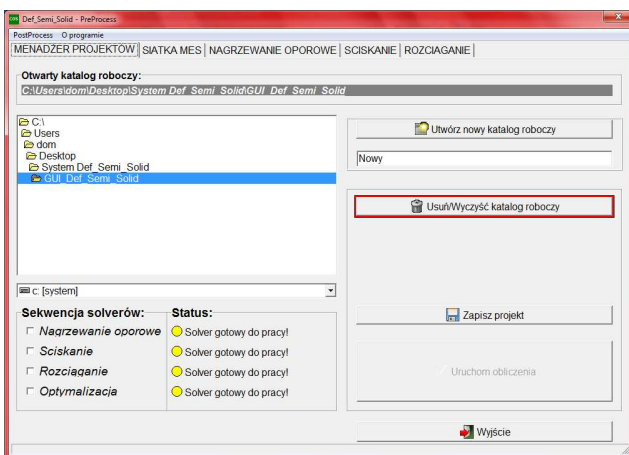 Def_Semi_Solid - PreProcess
PostProcess O programie
MENADŻER PROJEKTÓW SIATKA MES NAGRZEWANIE OPOROWE SCISKANIE ROZCIAGANIE
Otwarty katalog roboczy:
C:\Users\dom\Desktop\System Def_Semi_Solid\GUI_Def_Semi_Solid
C:\
Users
dom
Desktop
System Def_Semi_Solid
GUI_Def_Semi_Solid
c: [system]
Utwórz nowy katalog roboczy
Nowy
Usuń/Wyczyść katalog roboczy
Sekwencja solverów: Status:
Nagrzewanie oporowe Solver gotowy do pracy!
Sciskanie Solver gotowy do pracy!
Rozciąganie Solver gotowy do pracy!
Optymalizacja Solver gotowy do pracy!
Zapisz projekt
Uruchom obliczenia
Wyjście